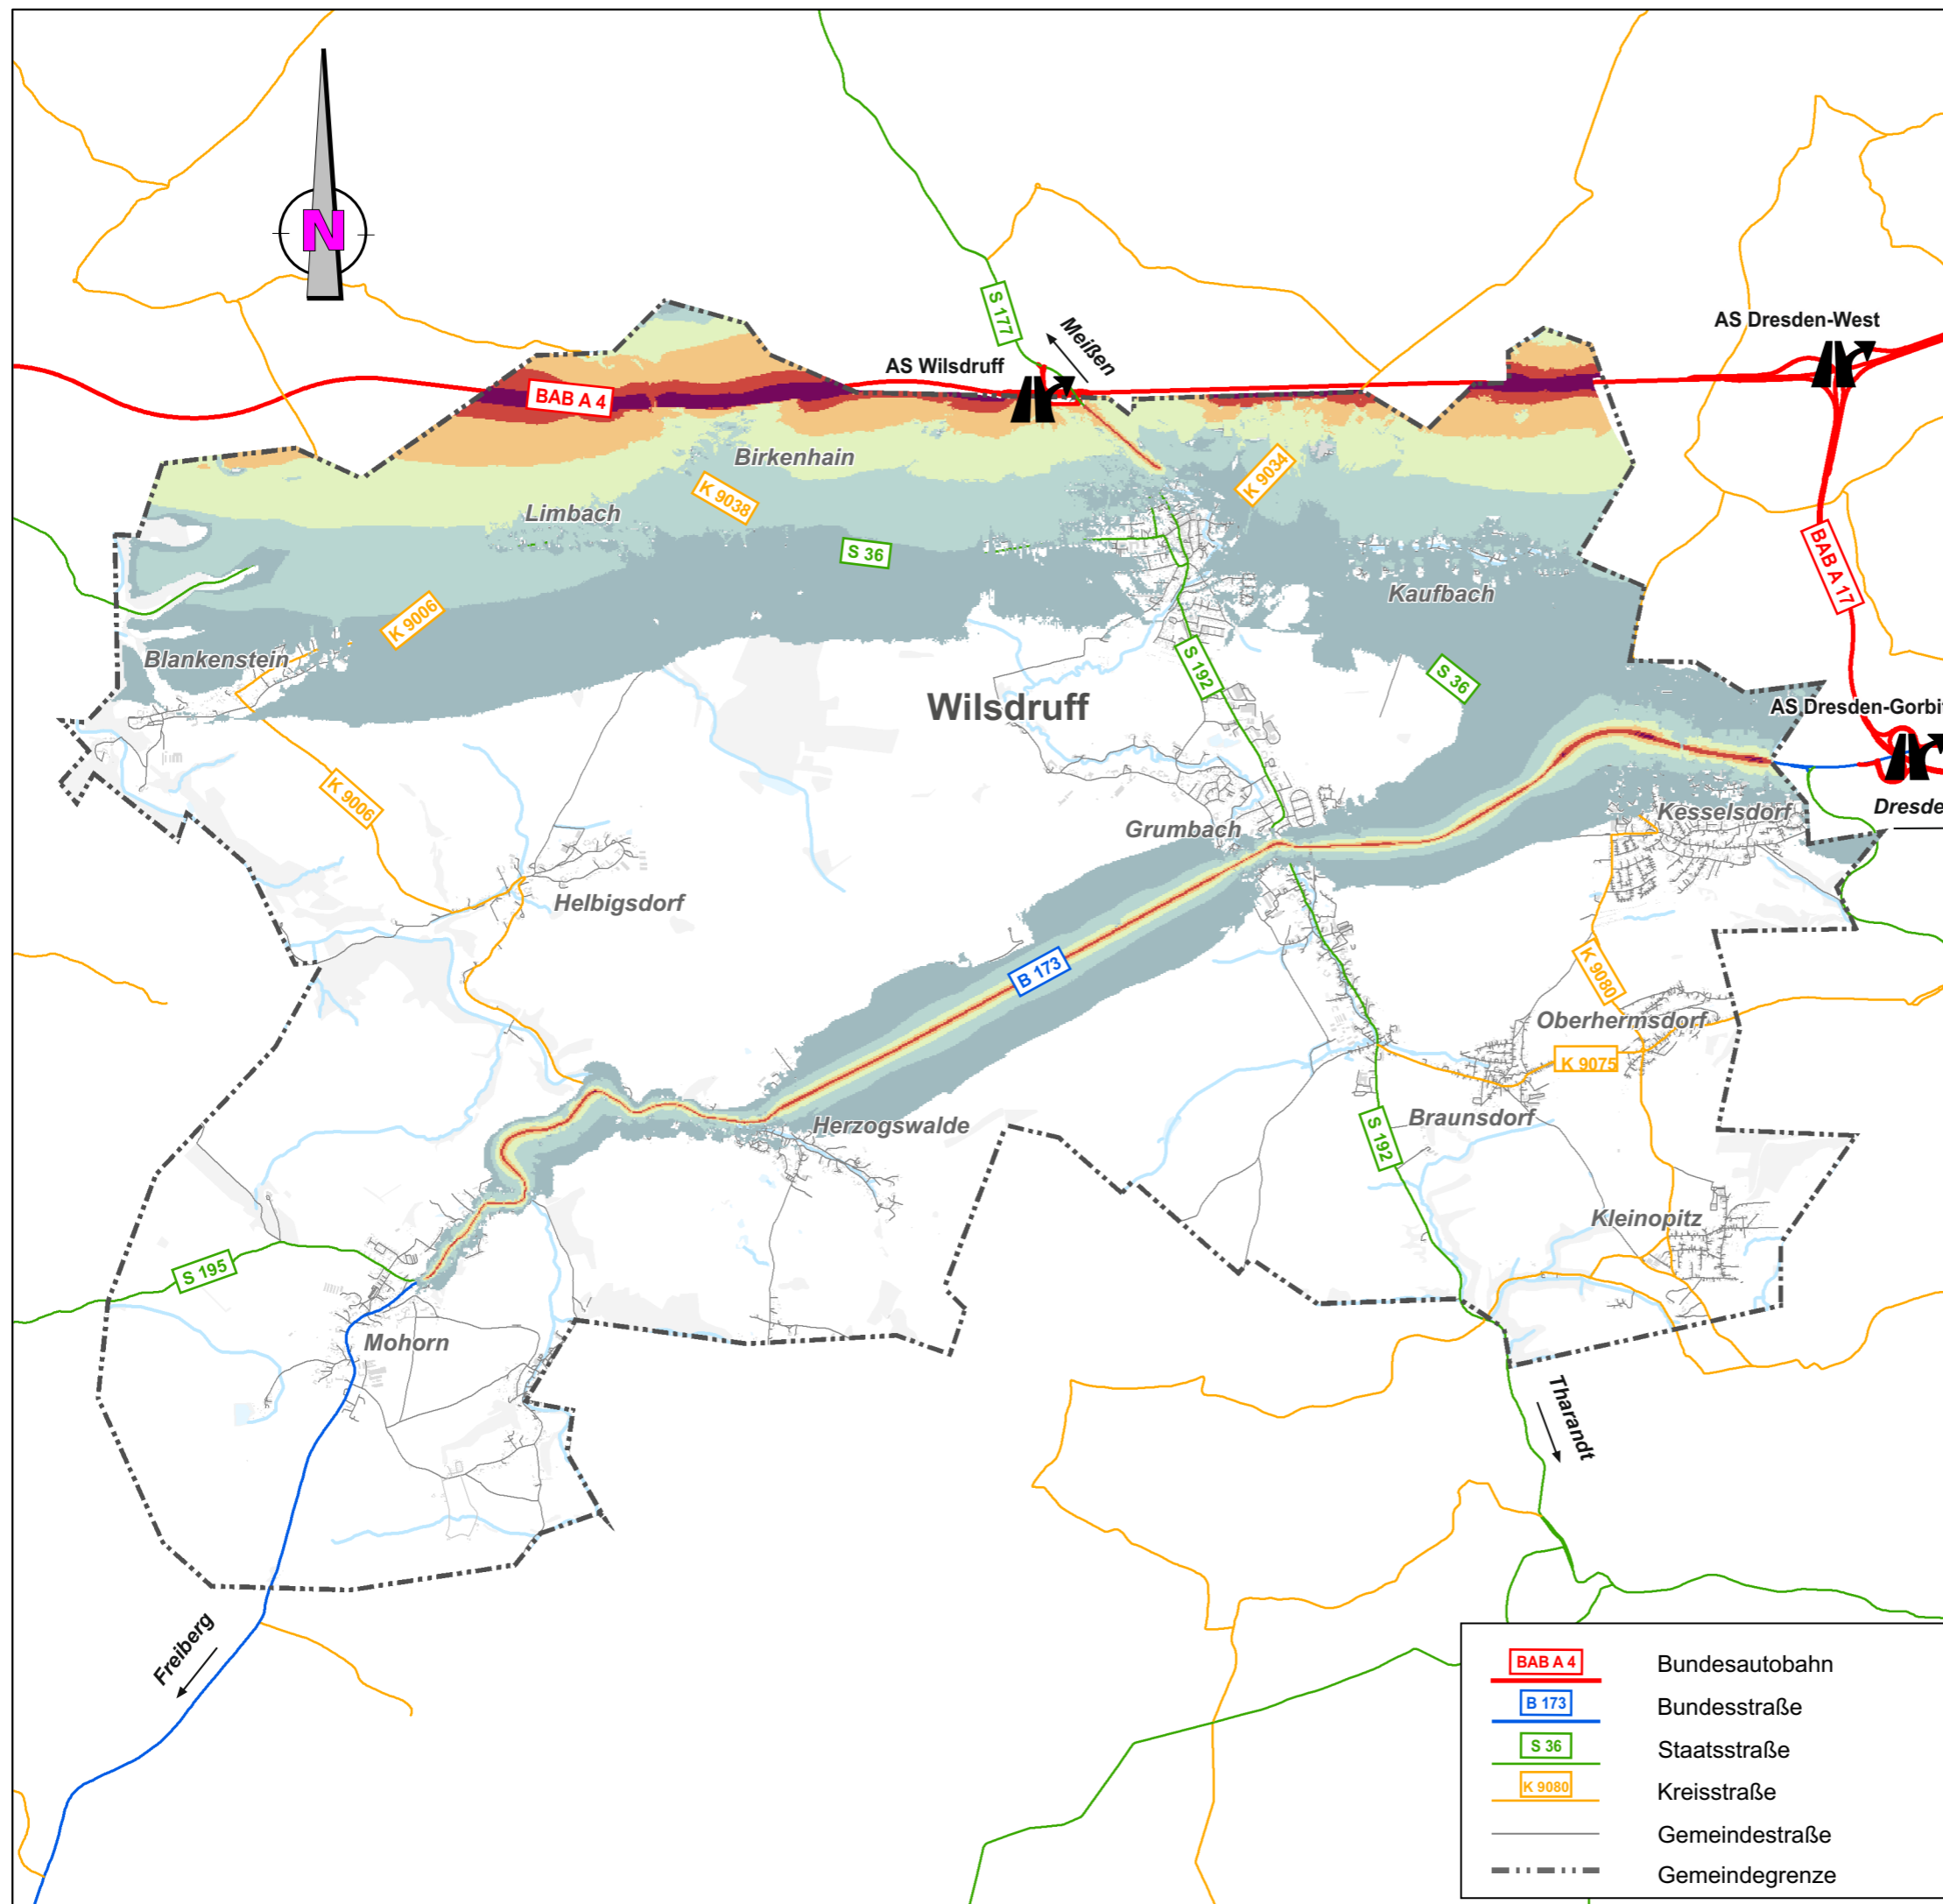 N
S 177
Meißen
AS Dresden-West
AS Wilsdruff
BAB A 4
Birkenhain
K 9038
K 9034
Limbach
S 36
BAB A 17
Kaufbach
K 9006
Blankenstein
S 192
S 36
Wilsdruff
AS Dresden-Gorbit
K 9006
Dresde
Kesselsdorf
Grumbach
Helbigsdorf
B 173
K 9080
Oberhermsdorf
K 9075
Braunsdorf
Herzogswalde
S 192
Kleinopitz
S 195
Mohorn
Tharandt
Freiberg
BAB A 4 Bundesautobahn
B 173 Bundesstraße
S 36 Staatsstraße
K 9080 Kreisstraße
Gemeindestraße
Gemeindegrenze